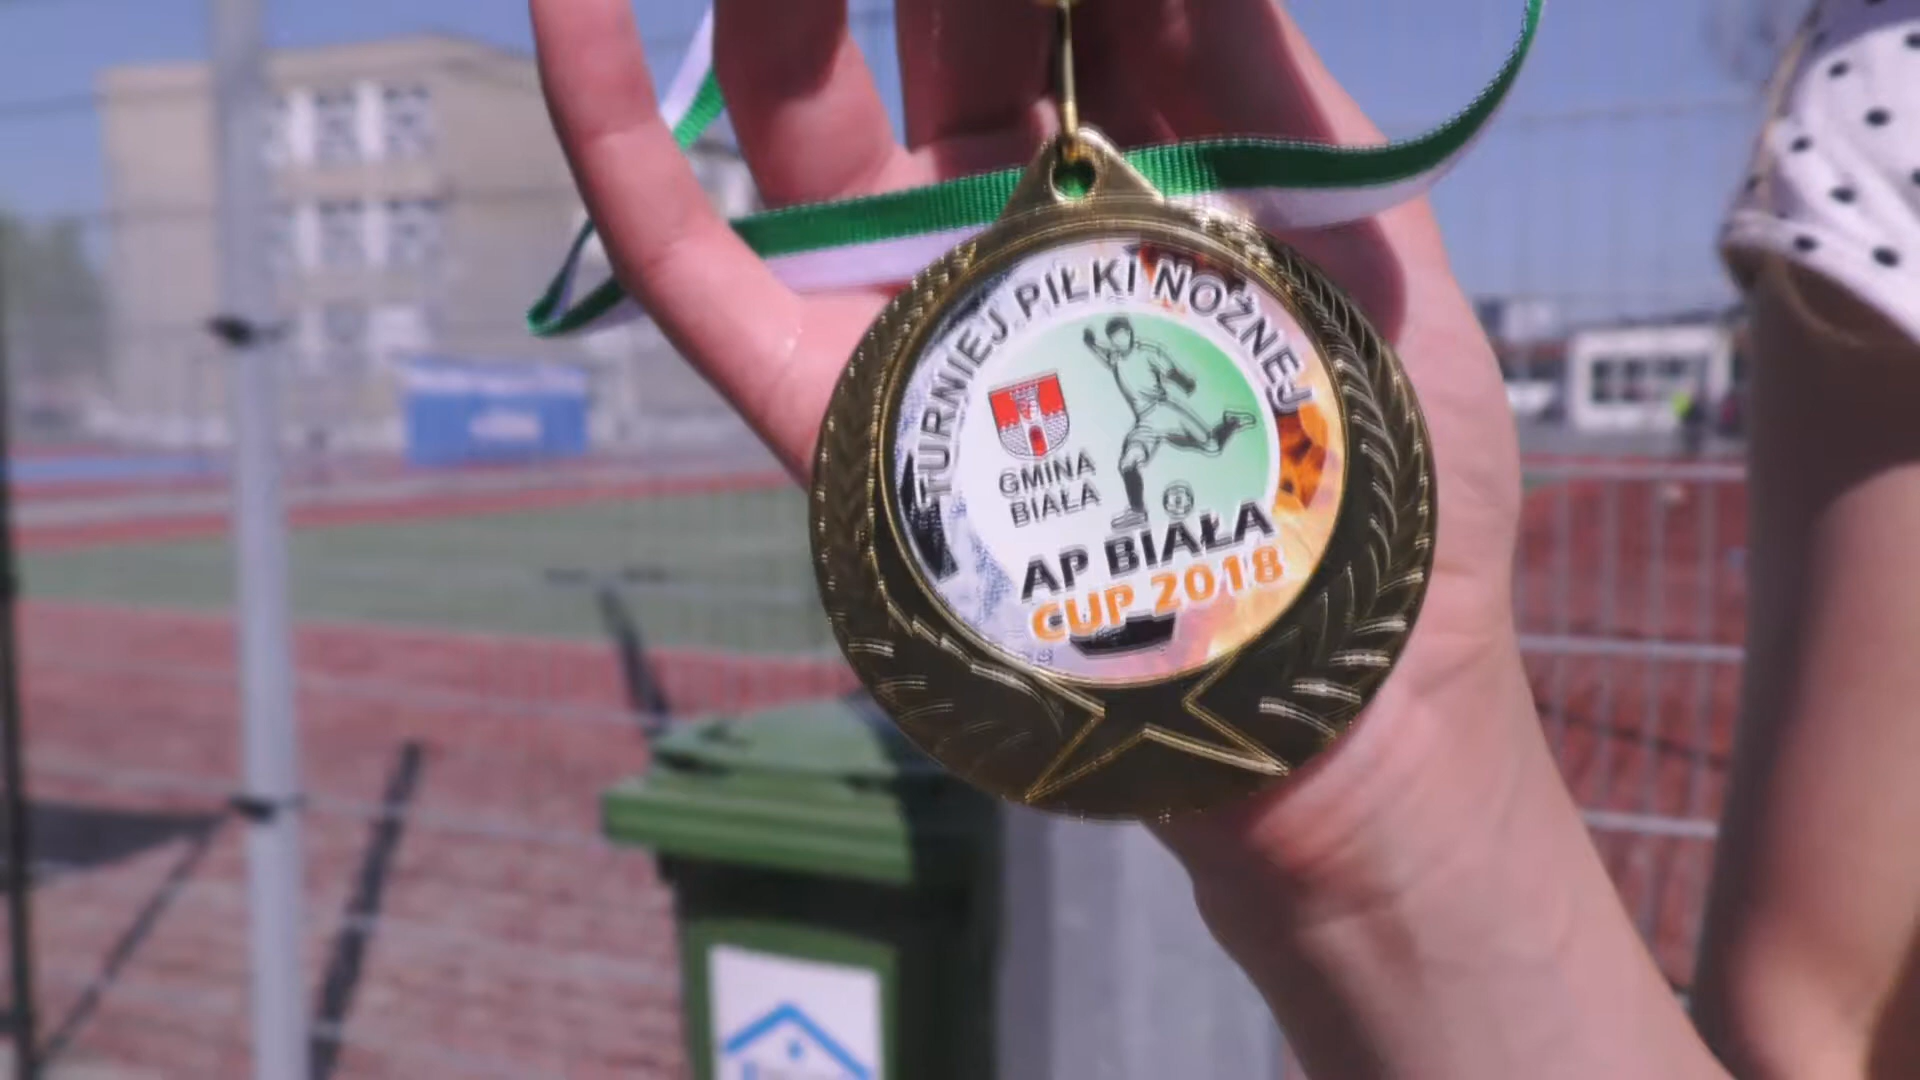 TURNIEJ PIŁKI NOŻNEJ
GMINA
BIAŁA
AP BIAŁA
CUP 2018